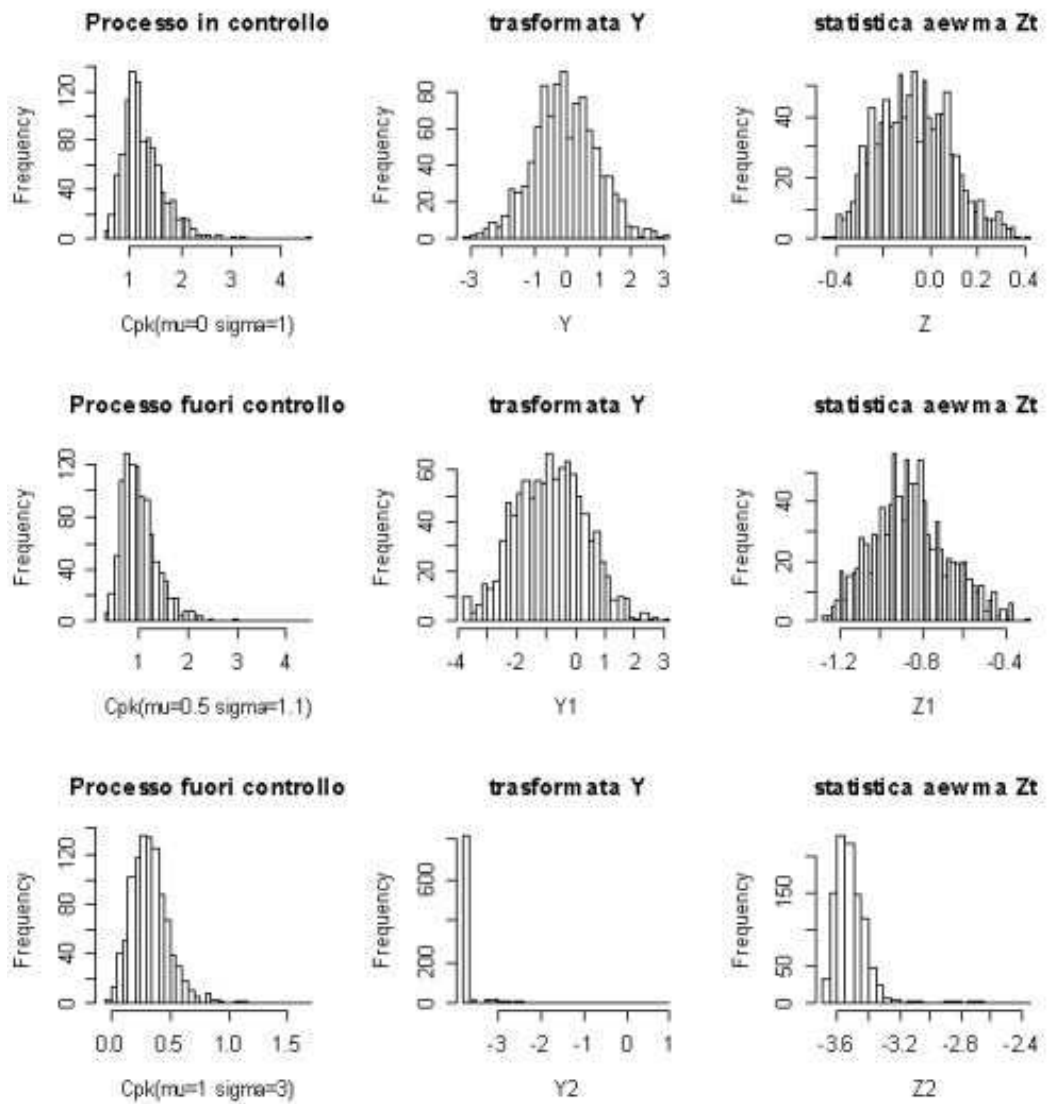 Processo in controllo
trasformata Y
statistica aewma Zt
Frequency
0 40 80 120
1 2 3 4
Cpk(mu=0 sigma=1)
Frequency
0 20 40 60 80
-3 -1 0 1 2 3
Y
Frequency
0 20 40
-0.4 0.0 0.2 0.4
Z
Processo fuori controllo
trasformata Y
statistica aewma Zt
Frequency
0 40 80 120
1 2 3 4
Cpk(mu=0.5 sigma=1.1)
Frequency
0 20 40 60
-4 -2 0 1 2 3
Y1
Frequency
0 20 40
-1.2 -0.8 -0.4
Z1
Processo fuori controllo
trasformata Y
statistica aewma Zt
Frequency
0 40 80 120
0.0 0.5 1.0 1.5
Cpk(mu=1 sigma=3)
Frequency
0 200 600
-3 -2 -1 0 1
Y2
Frequency
0 50 150
-3.6 -3.2 -2.8 -2.4
Z2